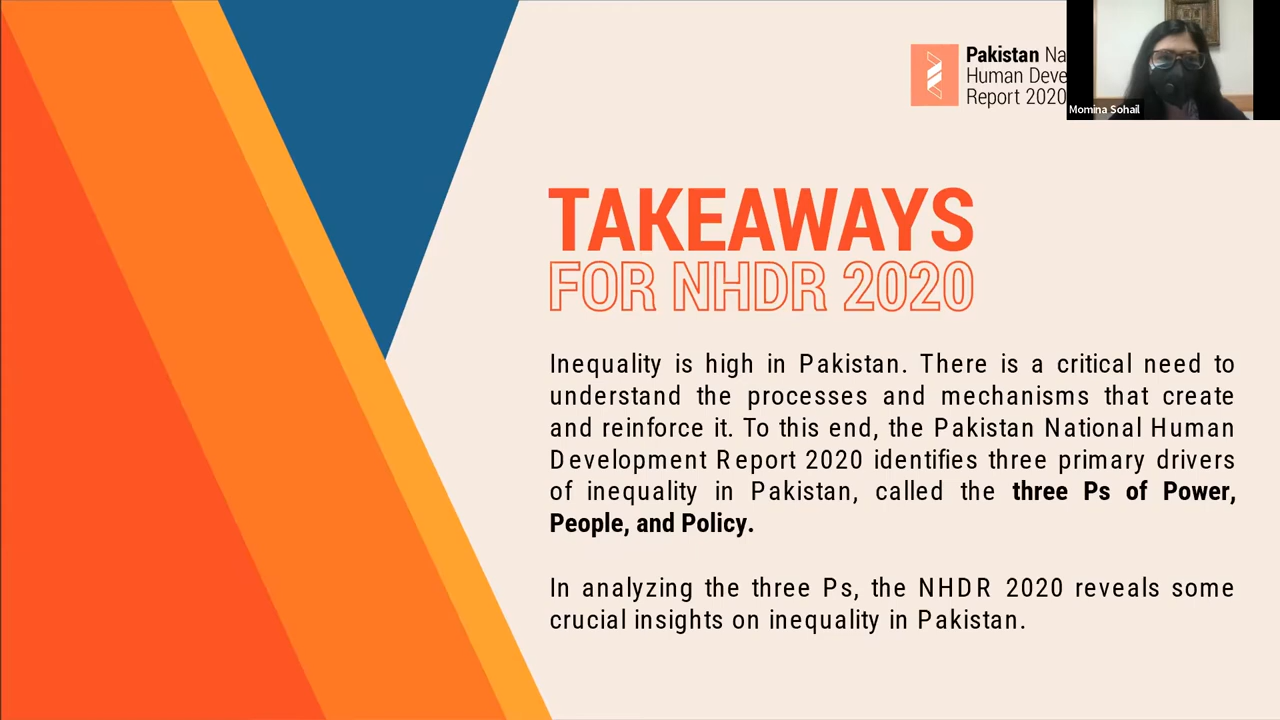 Pakistan Na
Human Deve
Report 2020
Momina Sohail
TAKEAWAYS
FOR NHDR 2020
Inequality is high in Pakistan. There is a critical need to
understand the processes and mechanisms that create
and reinforce it. To this end, the Pakistan National Human
Development Report 2020 identifies three primary drivers
of inequality in Pakistan, called the three Ps of Power,
People, and Policy.
In analyzing the three Ps, the NHDR 2020 reveals some
crucial insights on inequality in Pakistan.